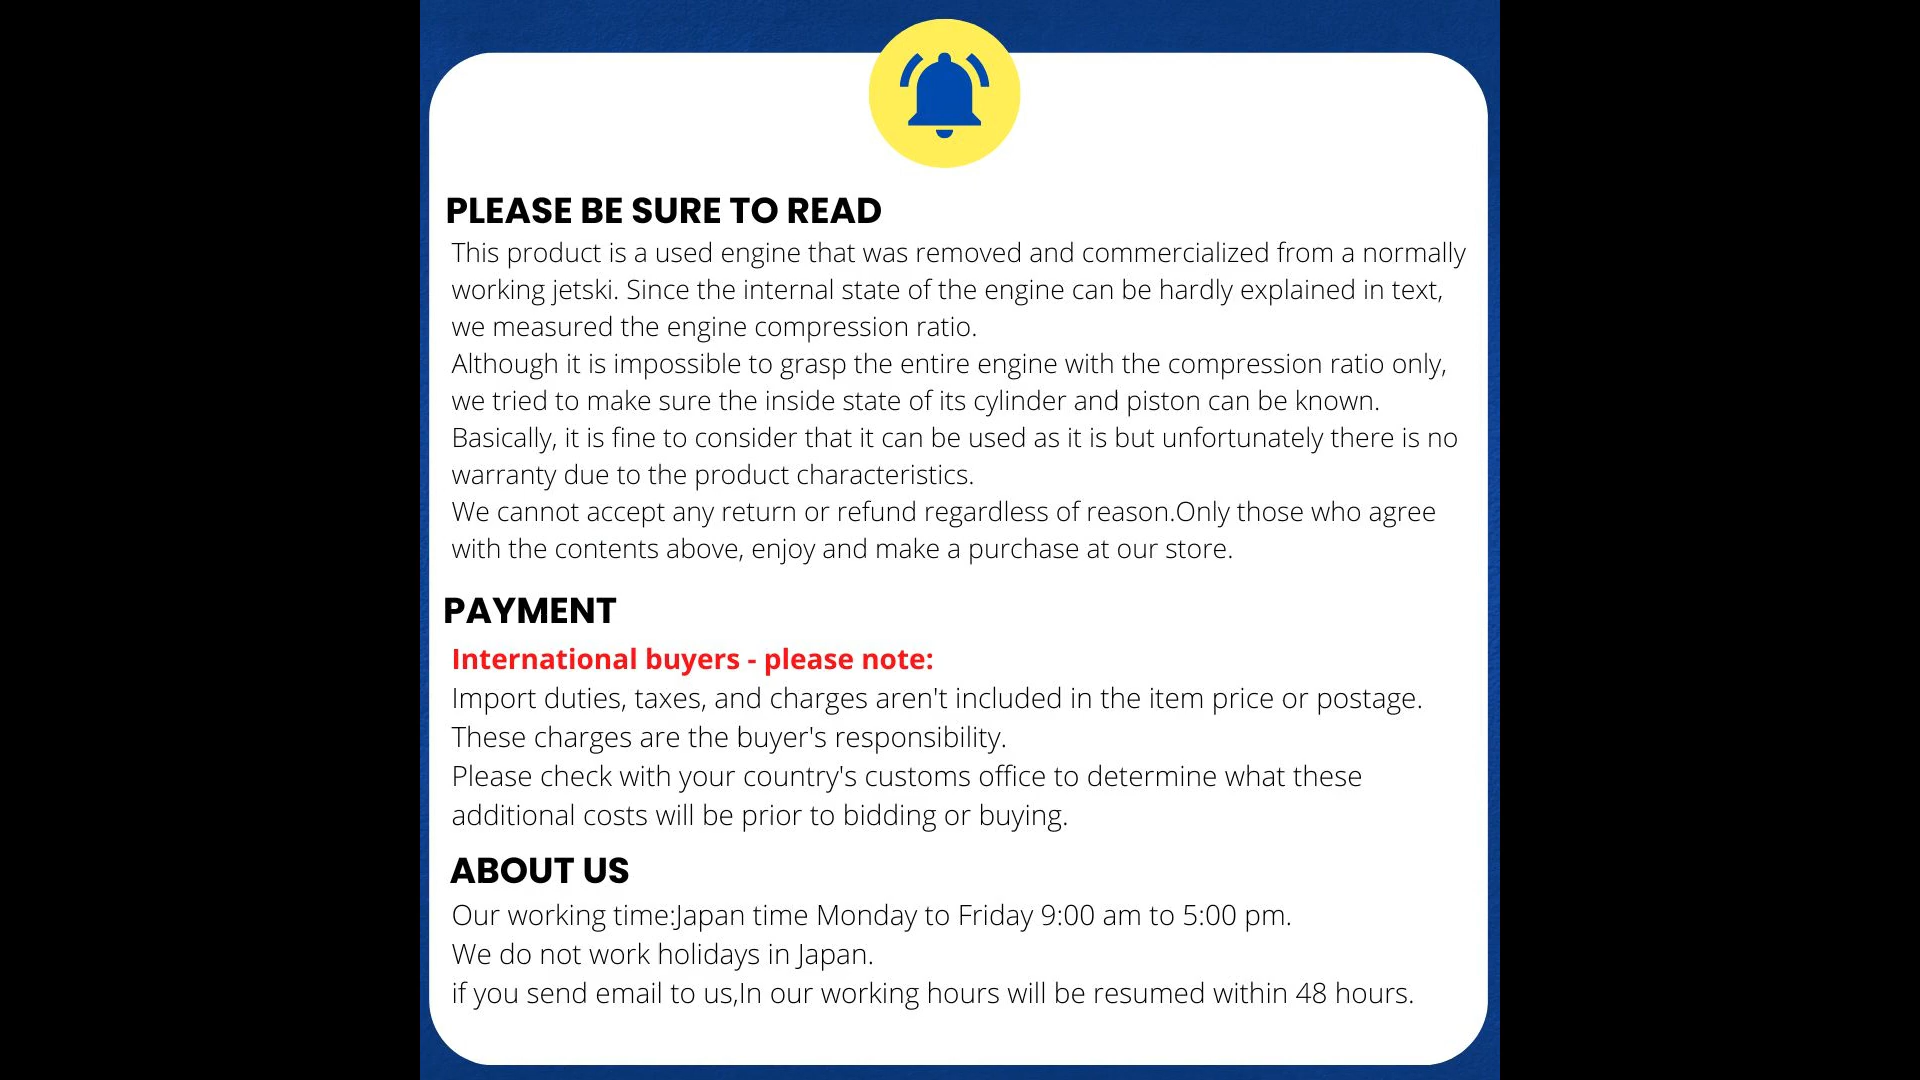 PLEASE BE SURE TO READ
This product is a used engine that was removed and commercialized from a normally
working jetski. Since the internal state of the engine can be hardly explained in text,
we measured the engine compression ratio.
Although it is impossible to grasp the entire engine with the compression ratio only,
we tried to make sure the inside state of its cylinder and piston can be known.
Basically, it is fine to consider that it can be used as it is but unfortunately there is no
warranty due to the product characteristics.
We cannot accept any return or refund regardless of reason.Only those who agree
with the contents above, enjoy and make a purchase at our store.
PAYMENT
International buyers - please note:
Import duties, taxes, and charges aren't included in the item price or postage.
These charges are the buyer's responsibility.
Please check with your country's customs office to determine what these
additional costs will be prior to bidding or buying.
ABOUT US
Our working time:Japan time Monday to Friday 9:00 am to 5:00 pm.
We do not work holidays in Japan.
if you send email to us,In our working hours will be resumed within 48 hours.